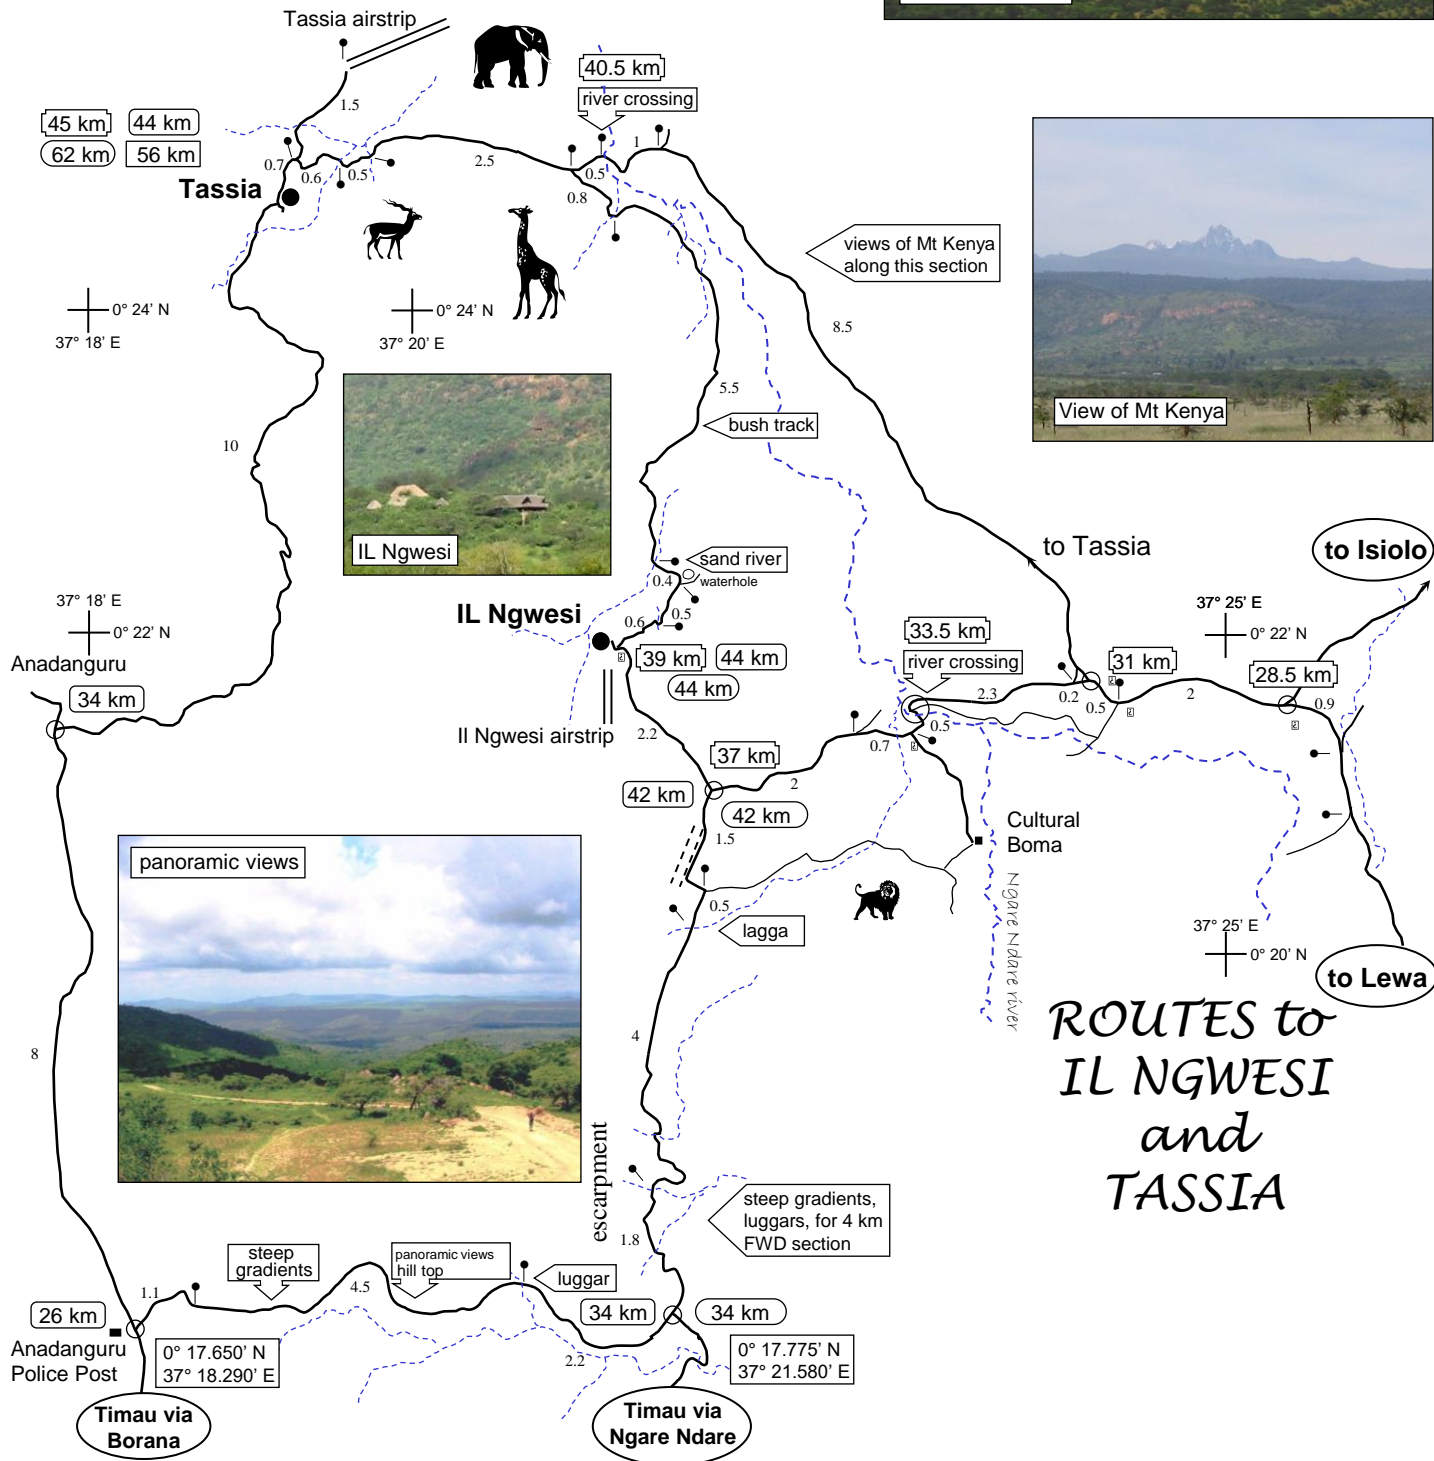 Tassia airstrip
1.5
45 km
44 km
62 km
56 km
40.5 km
river crossing
1
0.7
0.6
0.5
2.5
0.5
0.8
Tassia
views of Mt Kenya
along this section
0° 24' N
37° 18' E
0° 24' N
37° 20' E
8.5
View of Mt Kenya
5.5
bush track
10
IL Ngwesi
sand river
waterhole
0.4
0.5
0.6
to Tassia
to Isiolo
37° 18' E
0° 22' N
IL Ngwesi
37° 25' E
0° 22' N
Anadanguru
34 km
39 km
44 km
44 km
33.5 km
river crossing
31 km
28.5 km
2.3
0.2
0.5
2
0.9
0.5
0.7
Il Ngwesi airstrip
2.2
37 km
42 km
2
42 km
1.5
Cultural
Boma
panoramic views
0.5
lagga
Ngare Ndare river
37° 25' E
0° 20' N
to Lewa
ROUTES to
IL NGWESI
and
TASSIA
8
4
escarpment
steep gradients,
luggars, for 4 km
FWD section
1.8
steep
gradients
panoramic views
hill top
luggar
1.1
4.5
26 km
34 km
34 km
Anadanguru
Police Post
0° 17.650' N
37° 18.290' E
2.2
0° 17.775' N
37° 21.580' E
Timau via
Borana
Timau via
Ngare Ndare